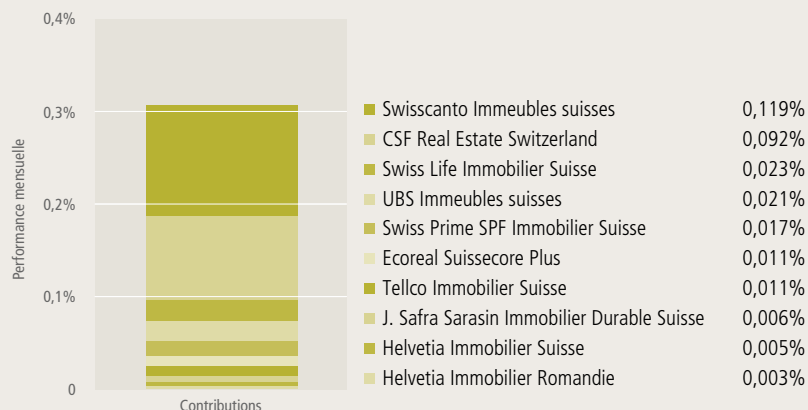 0,4%
0,3%
0,2%
0,1%
0
Performance mensuelle
Contributions
Swisscanto Immeubles suisses 0,119%
CSF Real Estate Switzerland 0,092%
Swiss Life Immobilier Suisse 0,023%
UBS Immeubles suisses 0,021%
Swiss Prime SPF Immobilier Suisse 0,017%
Ecoreal Suissecore Plus 0,011%
Tellco Immobilier Suisse 0,011%
J. Safra Sarasin Immobilier Durable Suisse 0,006%
Helvetia Immobilier Suisse 0,005%
Helvetia Immobilier Romandie 0,003%